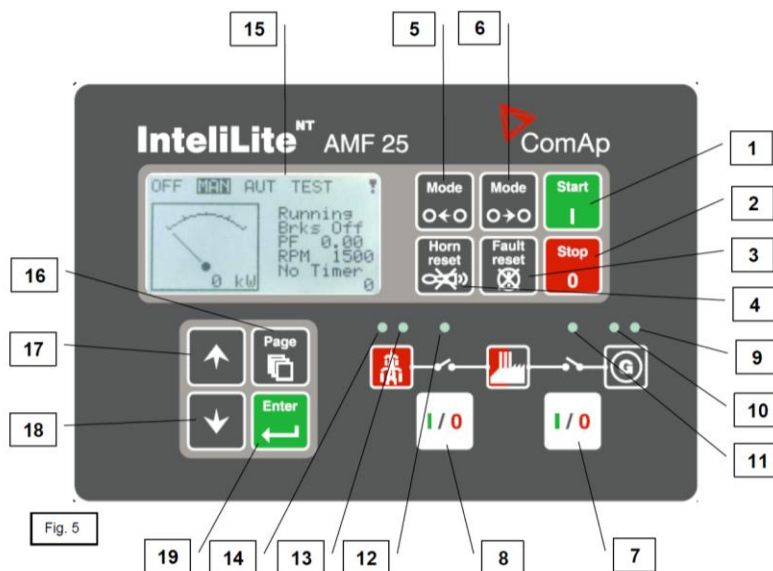 15
5
6
InteliLite NT AMF 25
ComAp
1
2
3
4
OFF MAN AUT TEST !
Running
Brks Off
PF 0.00
RPM 1500
No Timer
0 kW
0
Mode
Mode
Start
I
Horn reset
Fault reset
Stop
0
16
17
18
Page
Enter
G
I/0
I/0
9
10
11
Fig. 5
19
14
13
12
8
7